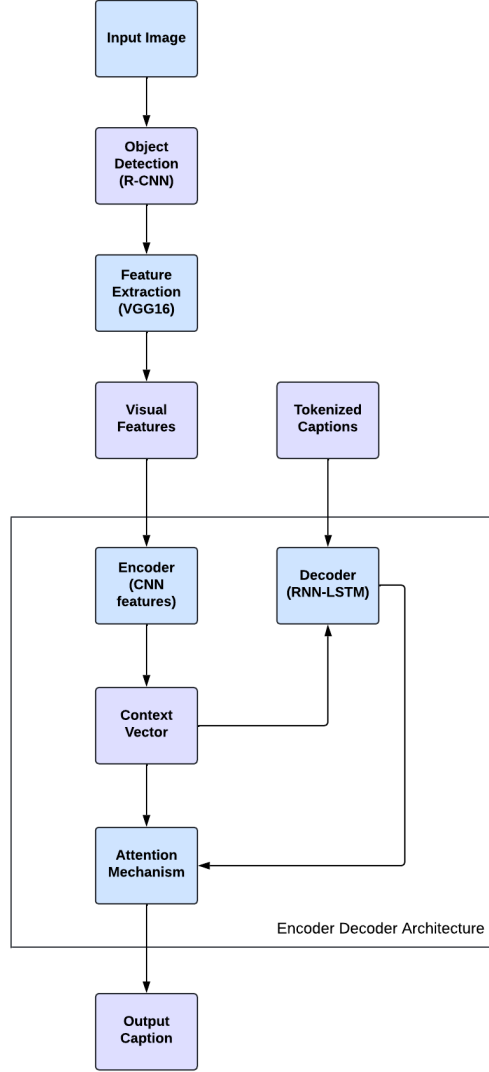 Input Image
Object
Detection
(R-CNN)
Feature
Extraction
(VGG16)
Visual
Features
Tokenized
Captions
Encoder
(CNN
features)
Decoder
(RNN-LSTM)
Context
Vector
Attention
Mechanism
Encoder Decoder Architecture
Output
Caption